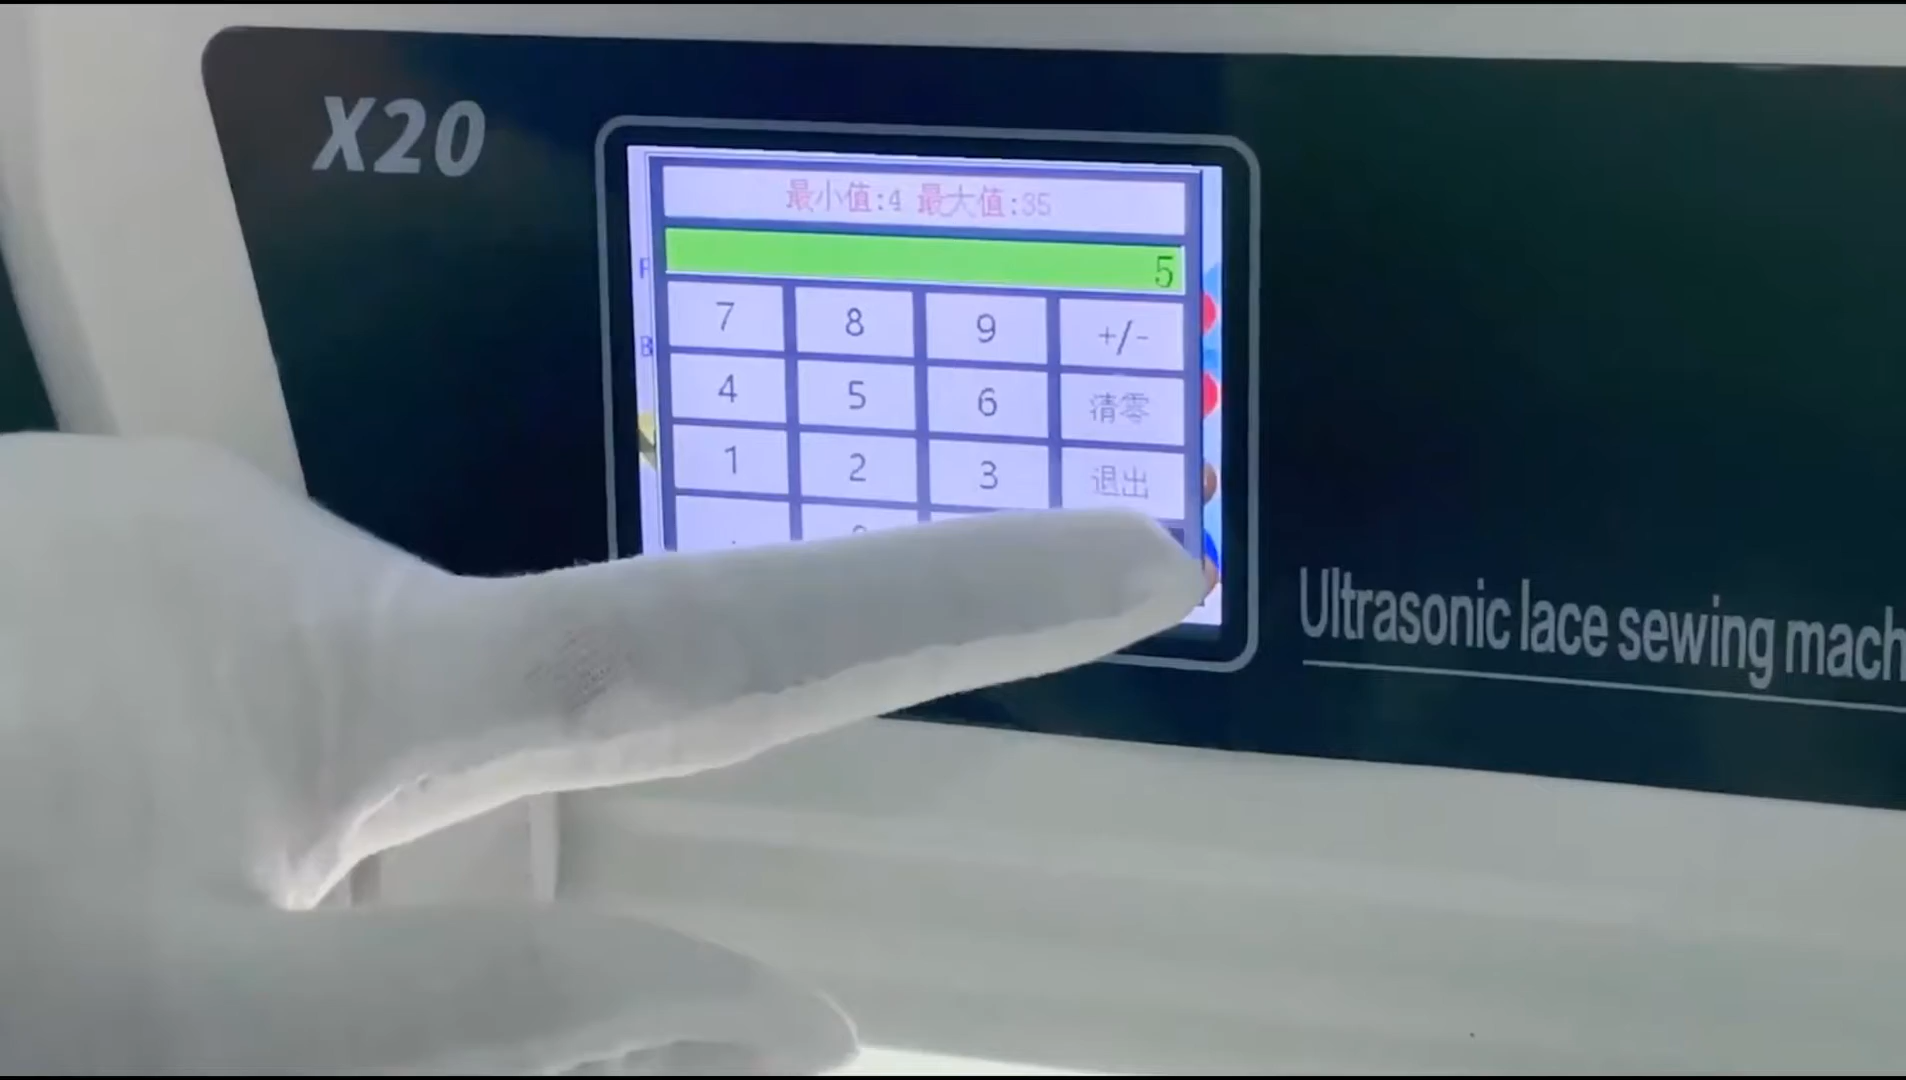 X20
最小值:4 最大值:35
5
7 8 9 +/-
4 5 6 清零
1 2 3 退出
.
Ultrasonic lace sewing mach